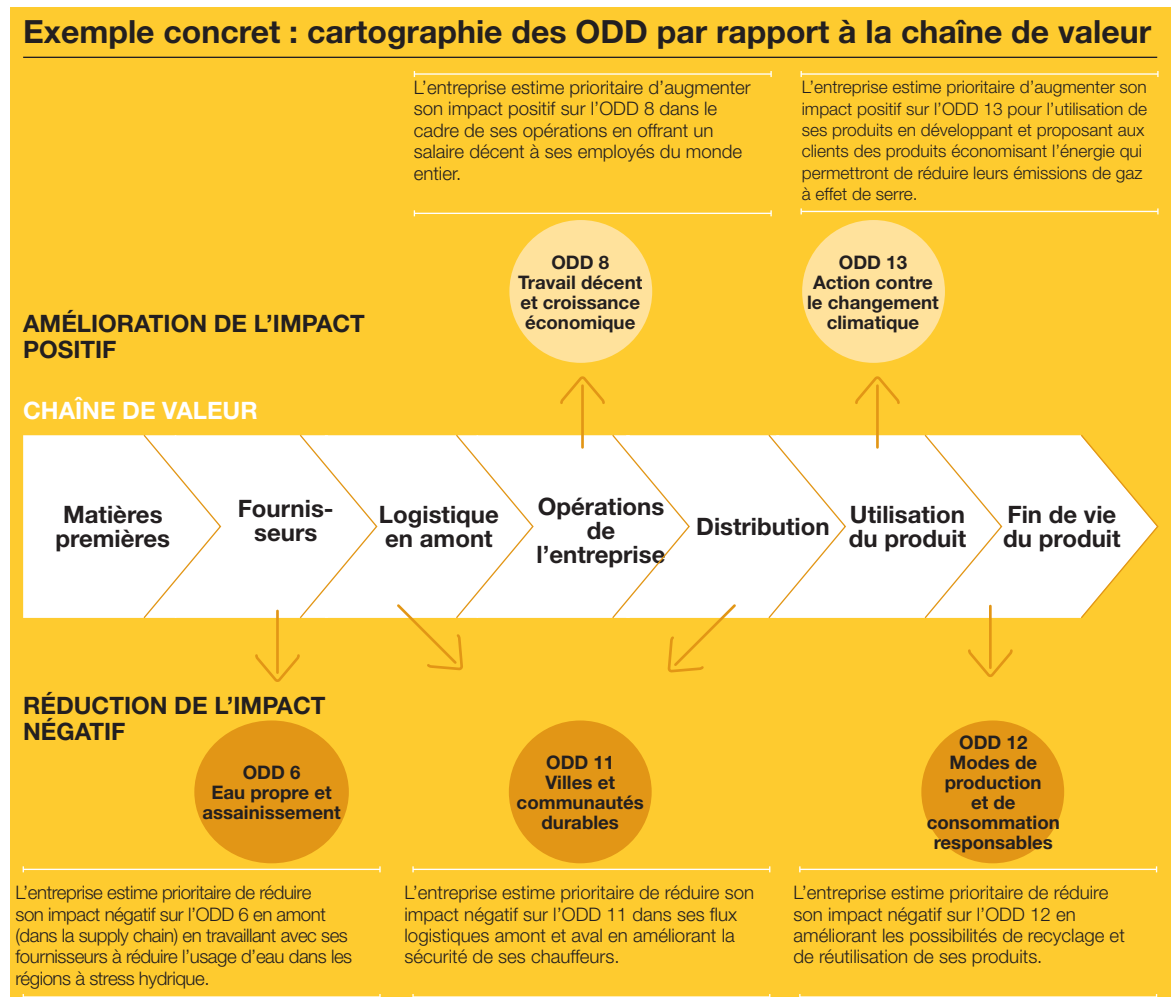 Exemple concret : cartographie des ODD par rapport à la chaîne de valeur
L'entreprise estime prioritaire d'augmenter
son impact positif sur l'ODD 8 dans le
cadre de ses opérations en offrant un
salaire décent à ses employés du monde
entier.
L'entreprise estime prioritaire d'augmenter son
impact positif sur l'ODD 13 pour l'utilisation de
ses produits en développant et proposant aux
clients des produits économisant l'énergie qui
permettront de réduire leurs émissions de gaz
à effet de serre.
ODD 8
Travail décent
et croissance
économique
ODD 13
Action contre
le changement
climatique
AMÉLIORATION DE L'IMPACT
POSITIF
CHAÎNE DE VALEUR
Matières
premières
Fournis-
seurs
Logistique
en amont
Opérations
de
l'entreprise
Distribution
Utilisation
du produit
Fin de vie
du produit
RÉDUCTION DE L'IMPACT
NÉGATIF
ODD 6
Eau propre et
assainissement
ODD 11
Villes et
communautés
durables
ODD 12
Modes de
production
et de
consommation
responsables
L'entreprise estime prioritaire de réduire
son impact négatif sur l'ODD 6 en amont
(dans la supply chain) en travaillant avec ses
fournisseurs à réduire l'usage d'eau dans les
régions à stress hydrique.
L'entreprise estime prioritaire de réduire son
impact négatif sur l'ODD 11 dans ses flux
logistiques amont et aval en améliorant la
sécurité de ses chauffeurs.
L'entreprise estime prioritaire de réduire
son impact négatif sur l'ODD 12 en
améliorant les possibilités de recyclage et
de réutilisation de ses produits.